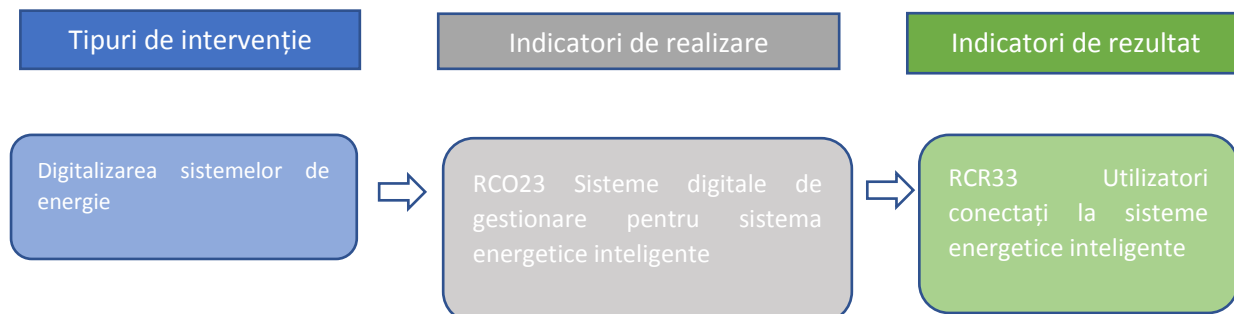 Tipuri de intervenție
Indicatori de realizare
Indicatori de rezultat
Digitalizarea sistemelor de
energie
RCO23 Sisteme digitale de
gestionare pentru sistema
energetice inteligente
RCR33 Utilizatori
conectați la sisteme
energetice inteligente